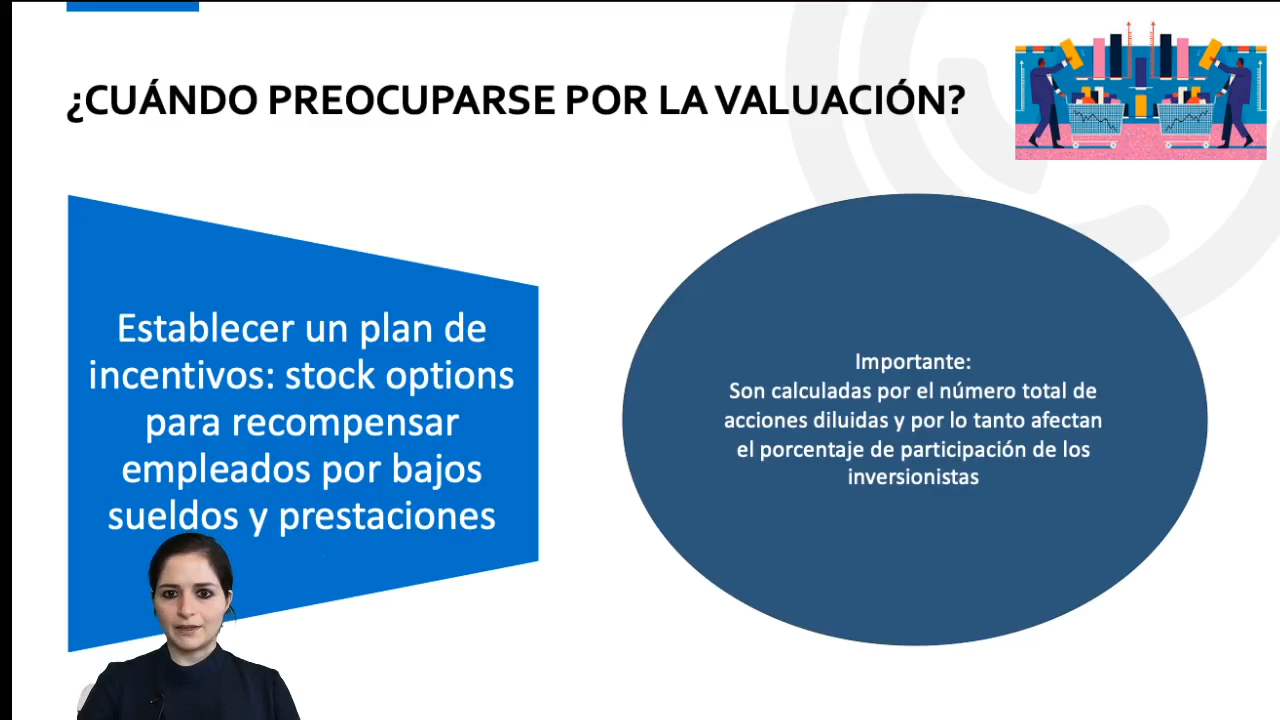 ¿CUÁNDO PREOCUPARSE POR LA VALUACIÓN?
Establecer un plan de
incentivos: stock options
para recompensar
empleados por bajos
sueldos y prestaciones
Importante:
Son calculadas por el número total de
acciones diluidas y por lo tanto afectan
el porcentaje de participación de los
inversionistas